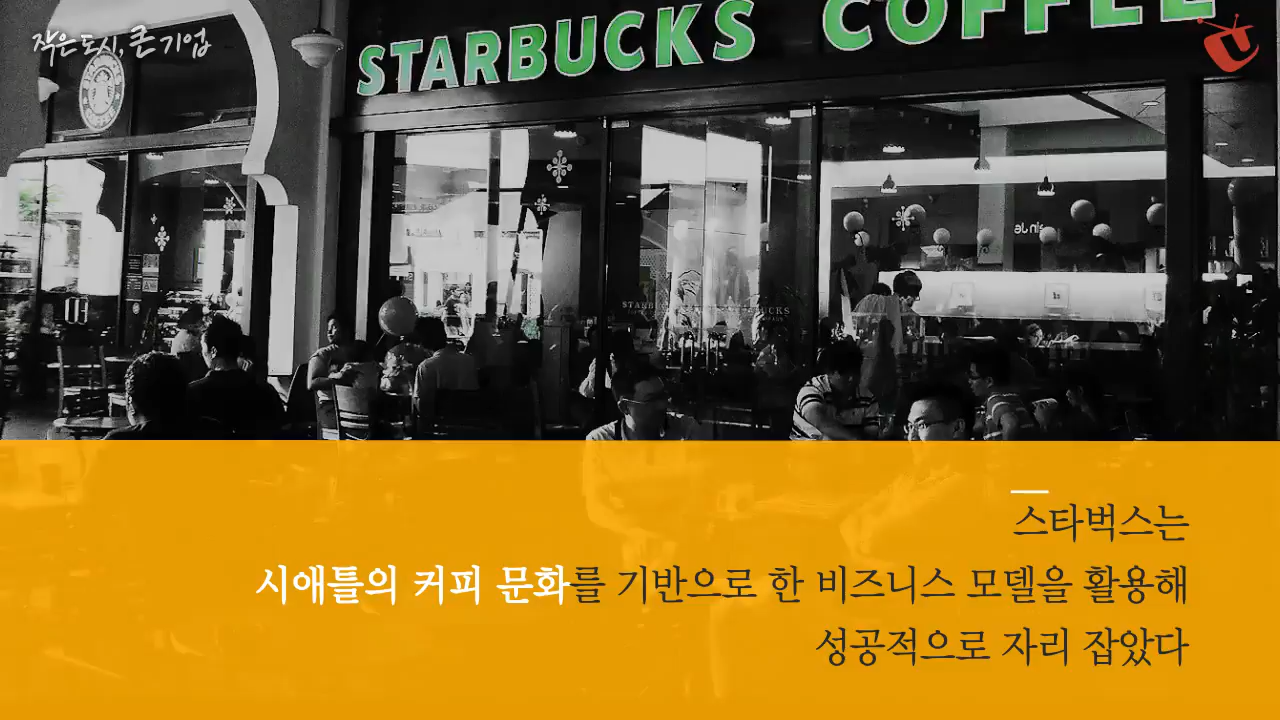 작은 도시, 큰 기업
STARBUCKS COFFEE
STARBUCKS
스타벅스는
시애틀의 커피 문화를 기반으로 한 비즈니스 모델을 활용해
성공적으로 자리 잡았다